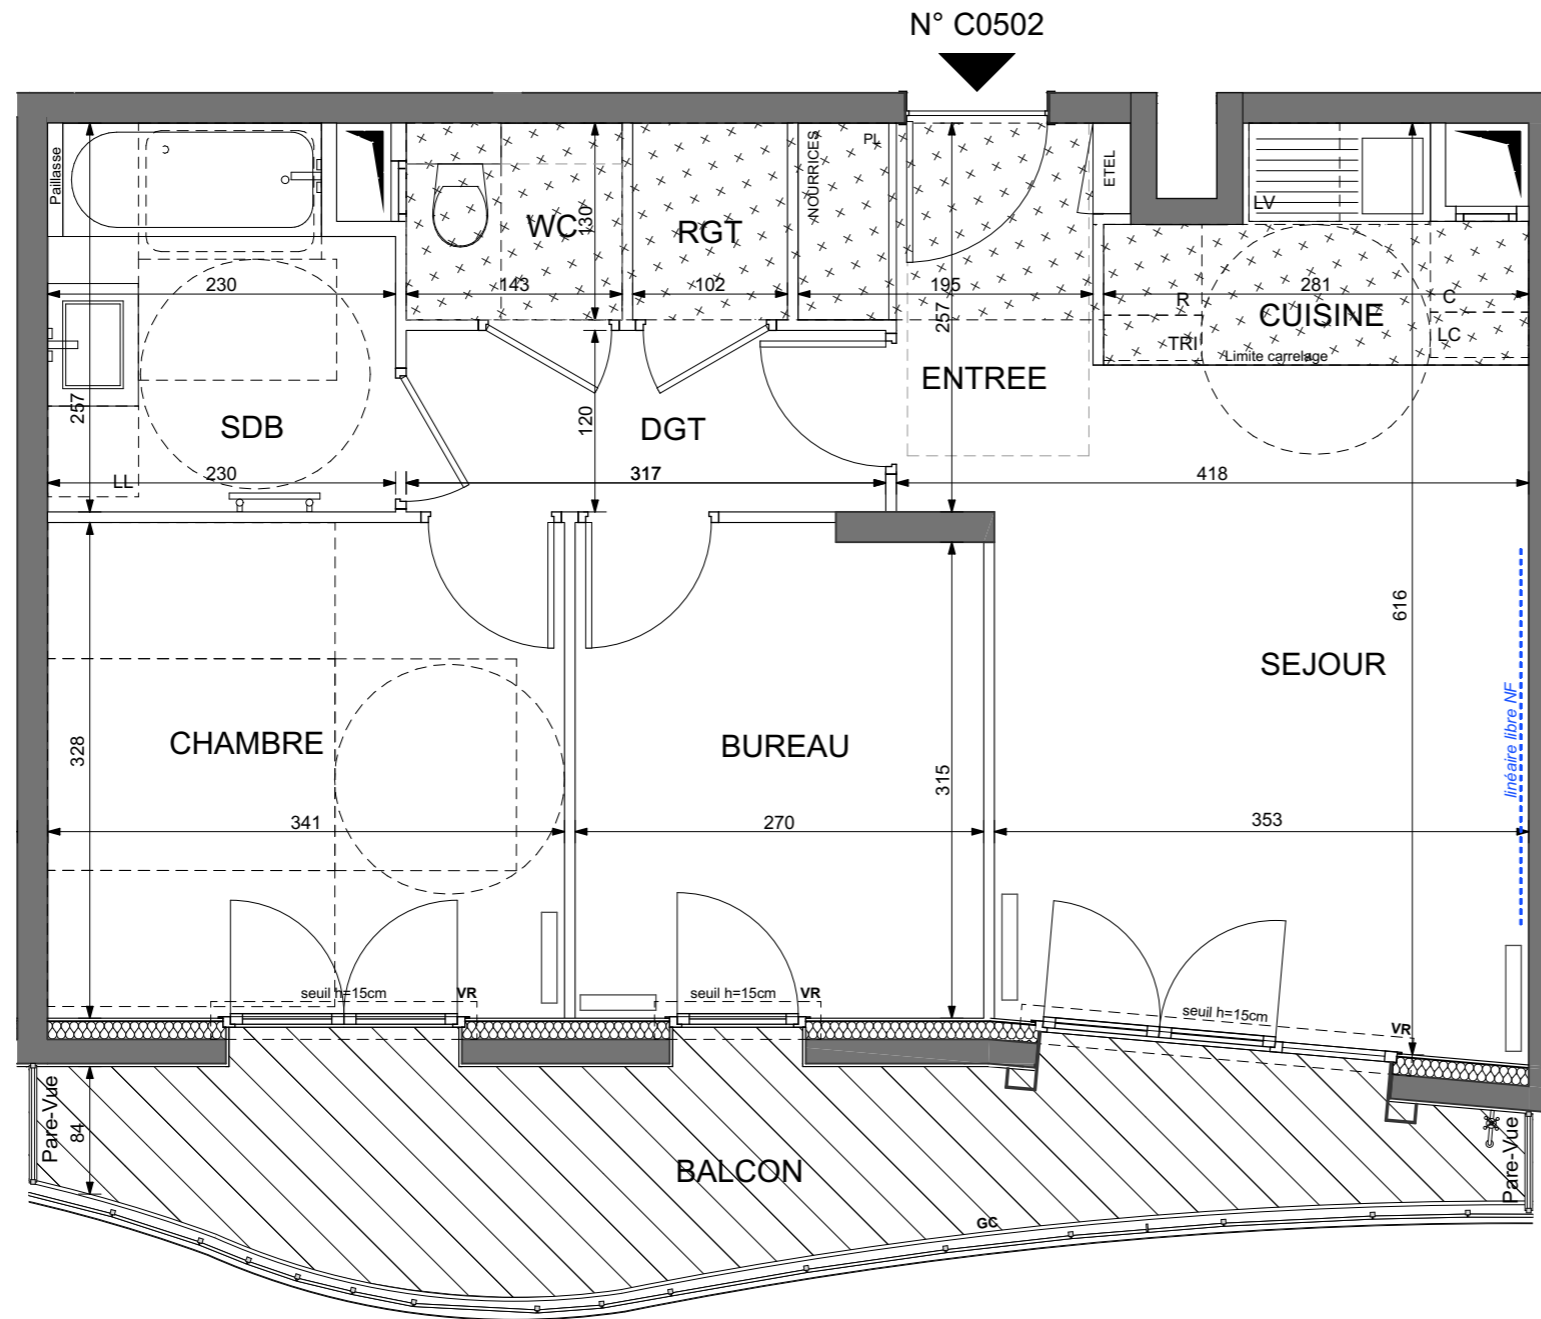 N° C0502
Paillasse
WC
130
RGT
NOURRICES
PL
ETEL
LV
230
143
102
195
257
281
R
C
CUISINE
TRI
LC
Limite carrelage
257
SDB
120
DGT
ENTREE
LL
230
317
418
616
SEJOUR
linéaire libre NF
CHAMBRE
328
BUREAU
315
341
270
353
seuil h=15cm
VR
seuil h=15cm
VR
seuil h=15cm
VR
Pare-Vue
84
BALCON
Pare-Vue
GC